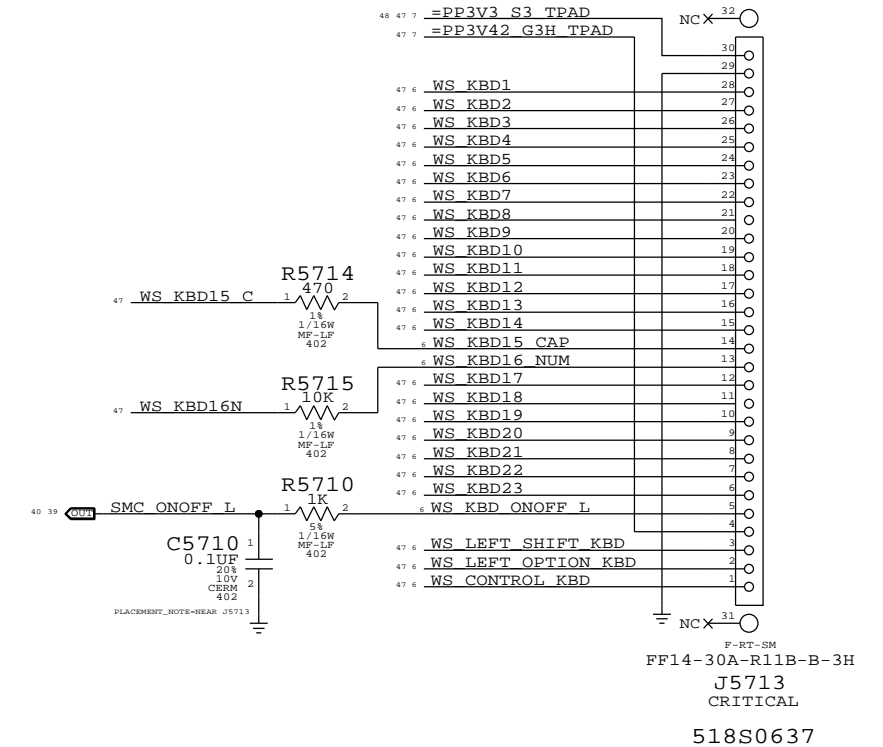 48 47 7 =PP3V3_S3_TPAD
NC 32
47 7 =PP3V42_G3H_TPAD
30
29
47 6 WS_KBD1 28
47 6 WS_KBD2 27
47 6 WS_KBD3 26
47 6 WS_KBD4 25
47 6 WS_KBD5 24
47 6 WS_KBD6 23
47 6 WS_KBD7 22
47 6 WS_KBD8 21
47 6 WS_KBD9 20
47 6 WS_KBD10 19
47 6 WS_KBD11 18
47 6 WS_KBD12 17
47 6 WS_KBD13 16
47 6 WS_KBD14 15
6 WS_KBD15_CAP 14
6 WS_KBD16_NUM 13
47 6 WS_KBD17 12
47 6 WS_KBD18 11
47 6 WS_KBD19 10
47 6 WS_KBD20 9
47 6 WS_KBD21 8
47 6 WS_KBD22 7
47 6 WS_KBD23 6
6 WS_KBD_ONOFF_L 5
4
47 6 WS_LEFT_SHIFT_KBD 3
47 6 WS_LEFT_OPTION_KBD 2
47 6 WS_CONTROL_KBD 1
NC 31
R5714
470
47 WS_KBD15_C 1 2
1%
1/16W
MF-LF
402
R5715
10K
47 WS_KBD16N 1 2
1%
1/16W
MF-LF
402
R5710
1K
40 39 OUT SMC_ONOFF_L 1 2
5%
1/16W
MF-LF
402
C5710 1
0.1UF
20%
10V 2
CERM
402
PLACEMENT_NOTE=NEAR J5713
F-RT-SM
FF14-30A-R11B-B-3H
J5713
CRITICAL
518S0637